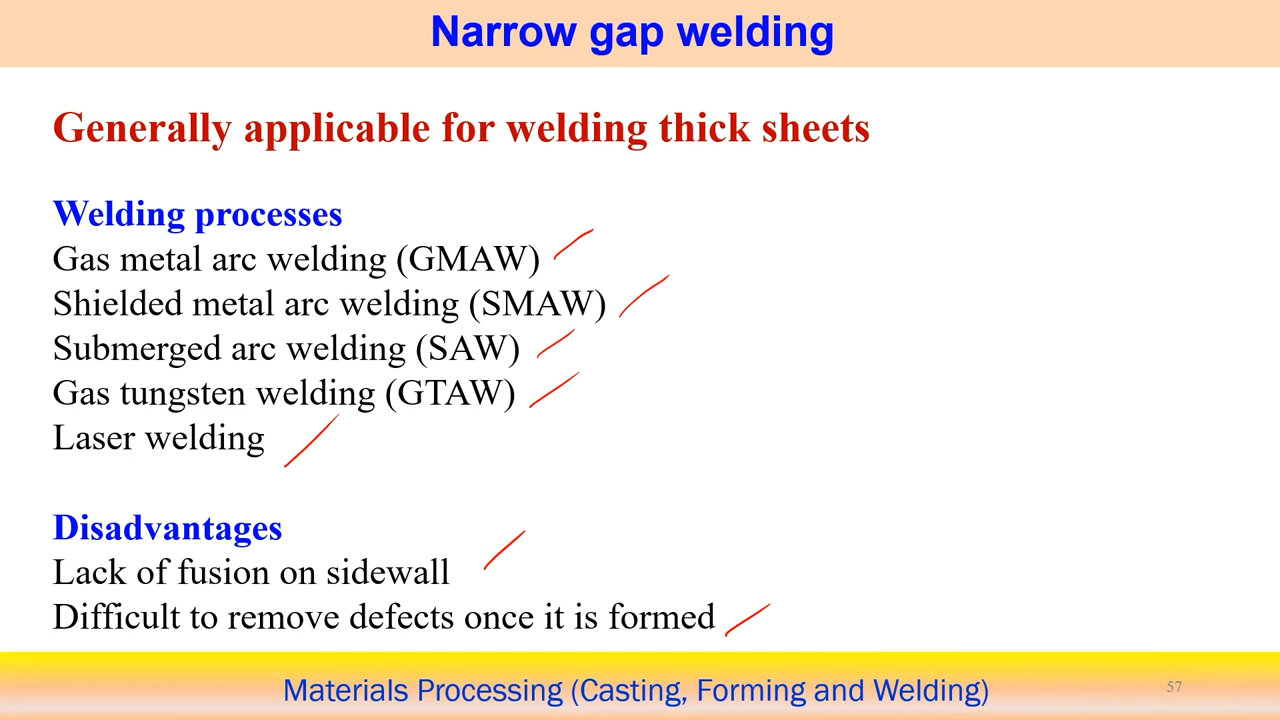 Narrow gap welding
Generally applicable for welding thick sheets
Welding processes
Gas metal arc welding (GMAW)
Shielded metal arc welding (SMAW)
Submerged arc welding (SAW)
Gas tungsten welding (GTAW)
Laser welding
Disadvantages
Lack of fusion on sidewall
Difficult to remove defects once it is formed
Materials Processing (Casting, Forming and Welding)
57